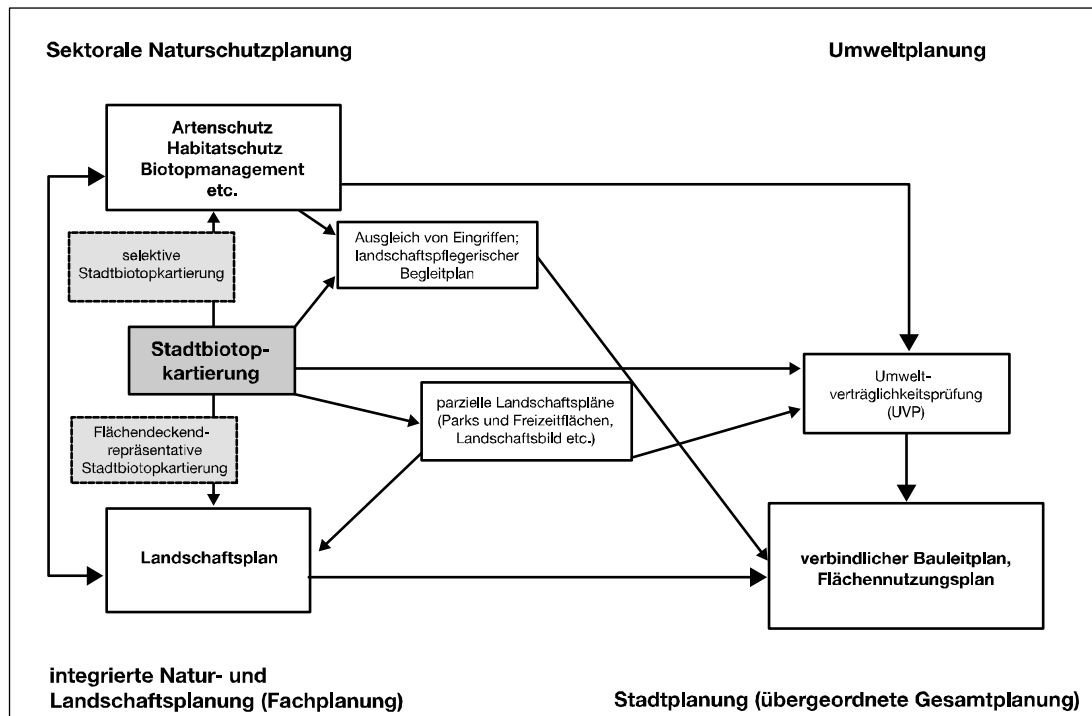 Sektorale Naturschutzplanung
Umweltplanung
Artenschutz
Habitatschutz
Biotopmanagement
etc.
selektive
Stadtbiotopkartierung
Ausgleich von Eingriffen;
landschaftspflegerischer
Begleitplan
Stadtbiotop-
kartierung
Umwelt-
verträglichkeitsprüfung
(UVP)
parzielle Landschaftspläne
(Parks und Freizeitflächen,
Landschaftsbild etc.)
Flächendeckend-
repräsentative
Stadtbiotopkartierung
Landschaftsplan
verbindlicher Bauleitplan,
Flächennutzungsplan
integrierte Natur- und
Landschaftsplanung (Fachplanung)
Stadtplanung (übergeordnete Gesamtplanung)